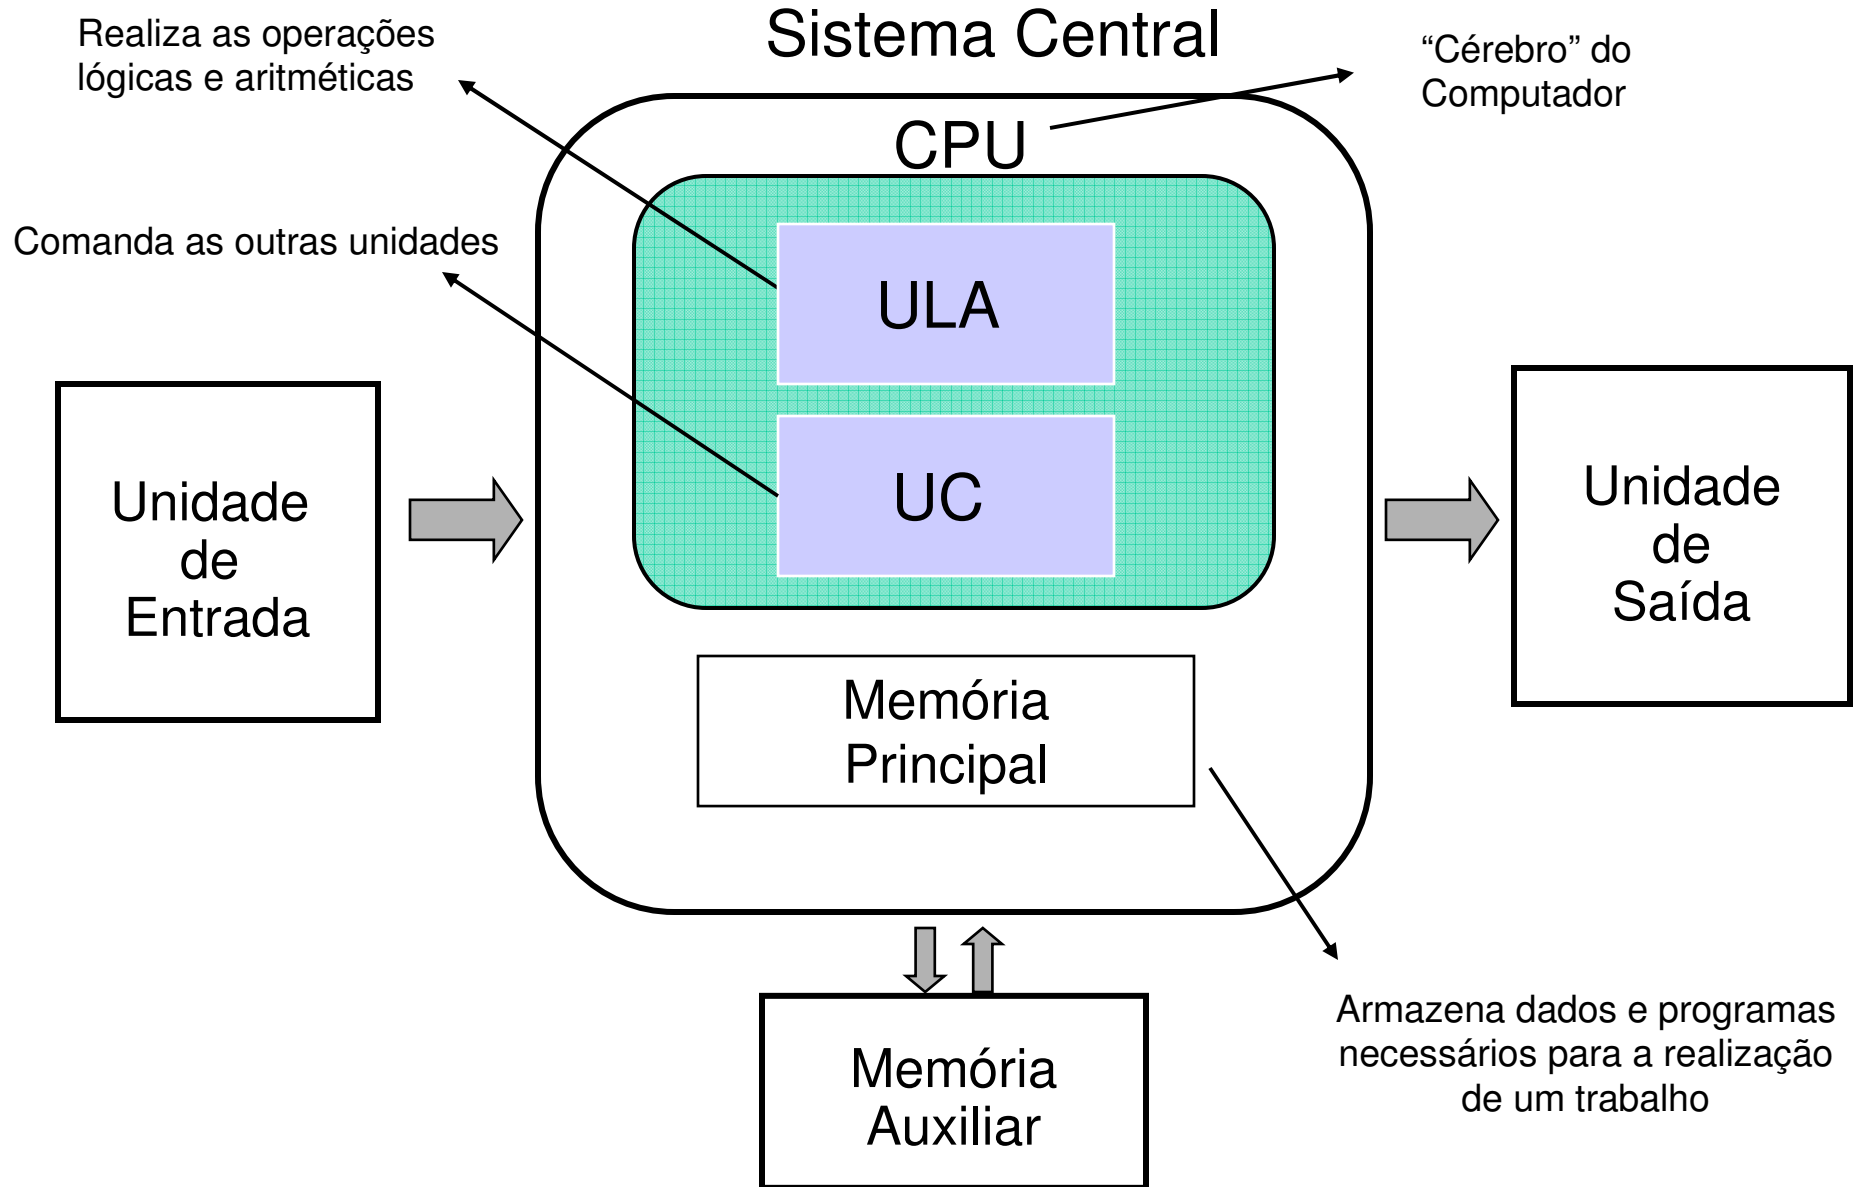 Sistema Central
Realiza as operações
lógicas e aritméticas
“Cérebro” do
Computador
CPU
Comanda as outras unidades
ULA
UC
Unidade
de
Entrada
Unidade
de
Saída
Memória
Principal
Memória
Auxiliar
Armazena dados e programas
necessários para a realização
de um trabalho